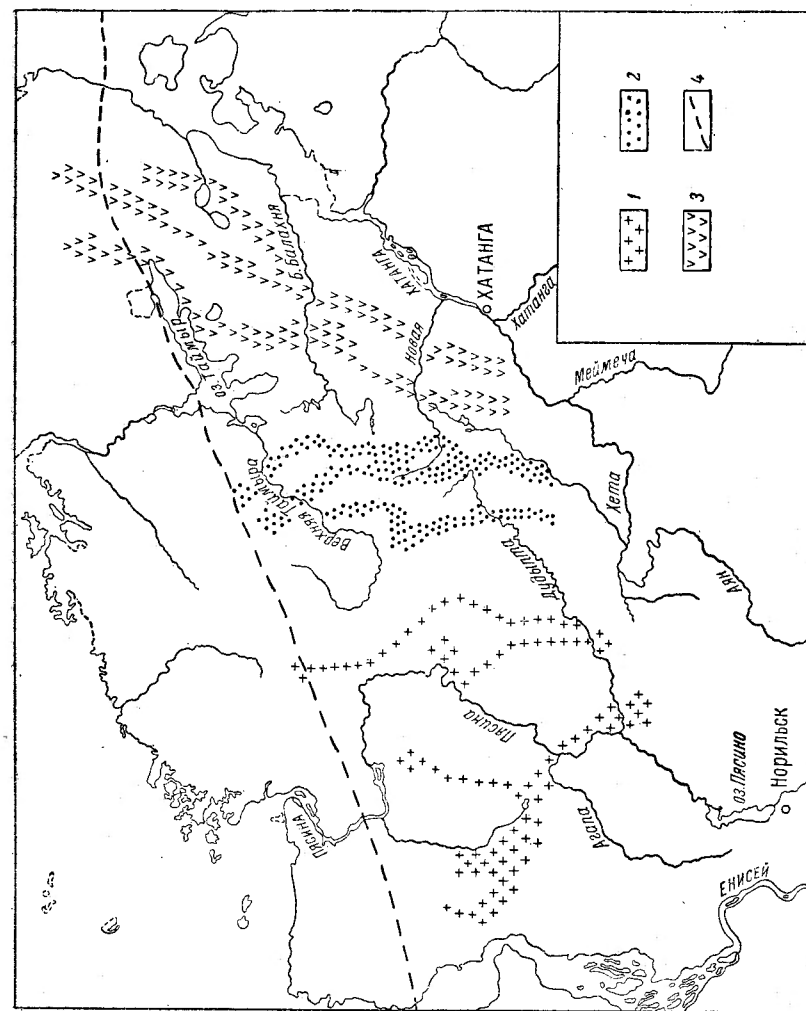 1
2
3
4
Б. Балахня
оз. Таймыр
ХАТАНГА
Новая
ХАТАНГА
Хатанга
Меймеча
Верхняя Таймыра
Дудыпта
Хета
Аян
Пясина
ПЯСИНА
Агапа
оз. Пясино
Норильск
ЕНИСЕЙ